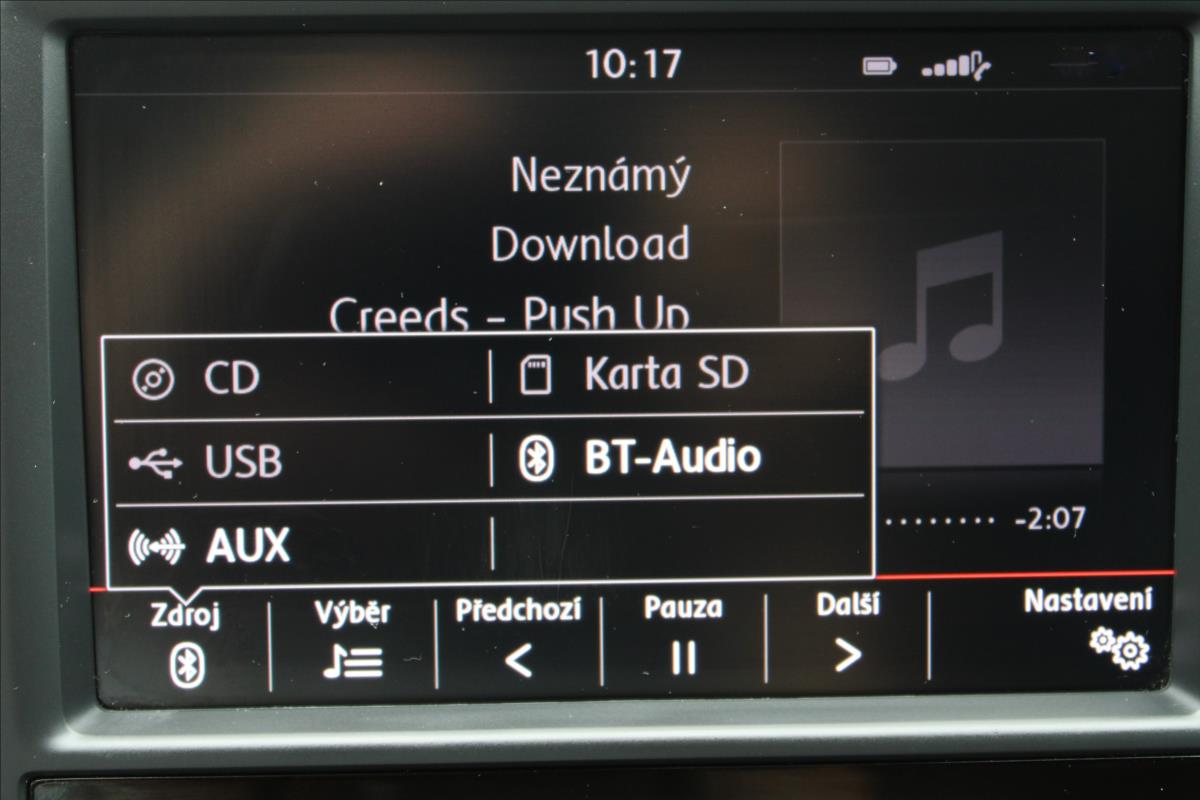 10:17
Neznámý
Download
Creeds - Push Up
CD
Karta SD
USB
BT-Audio
AUX
-2:07
Zdroj
Výběr
Předchozí
Pauza
Další
Nastavení